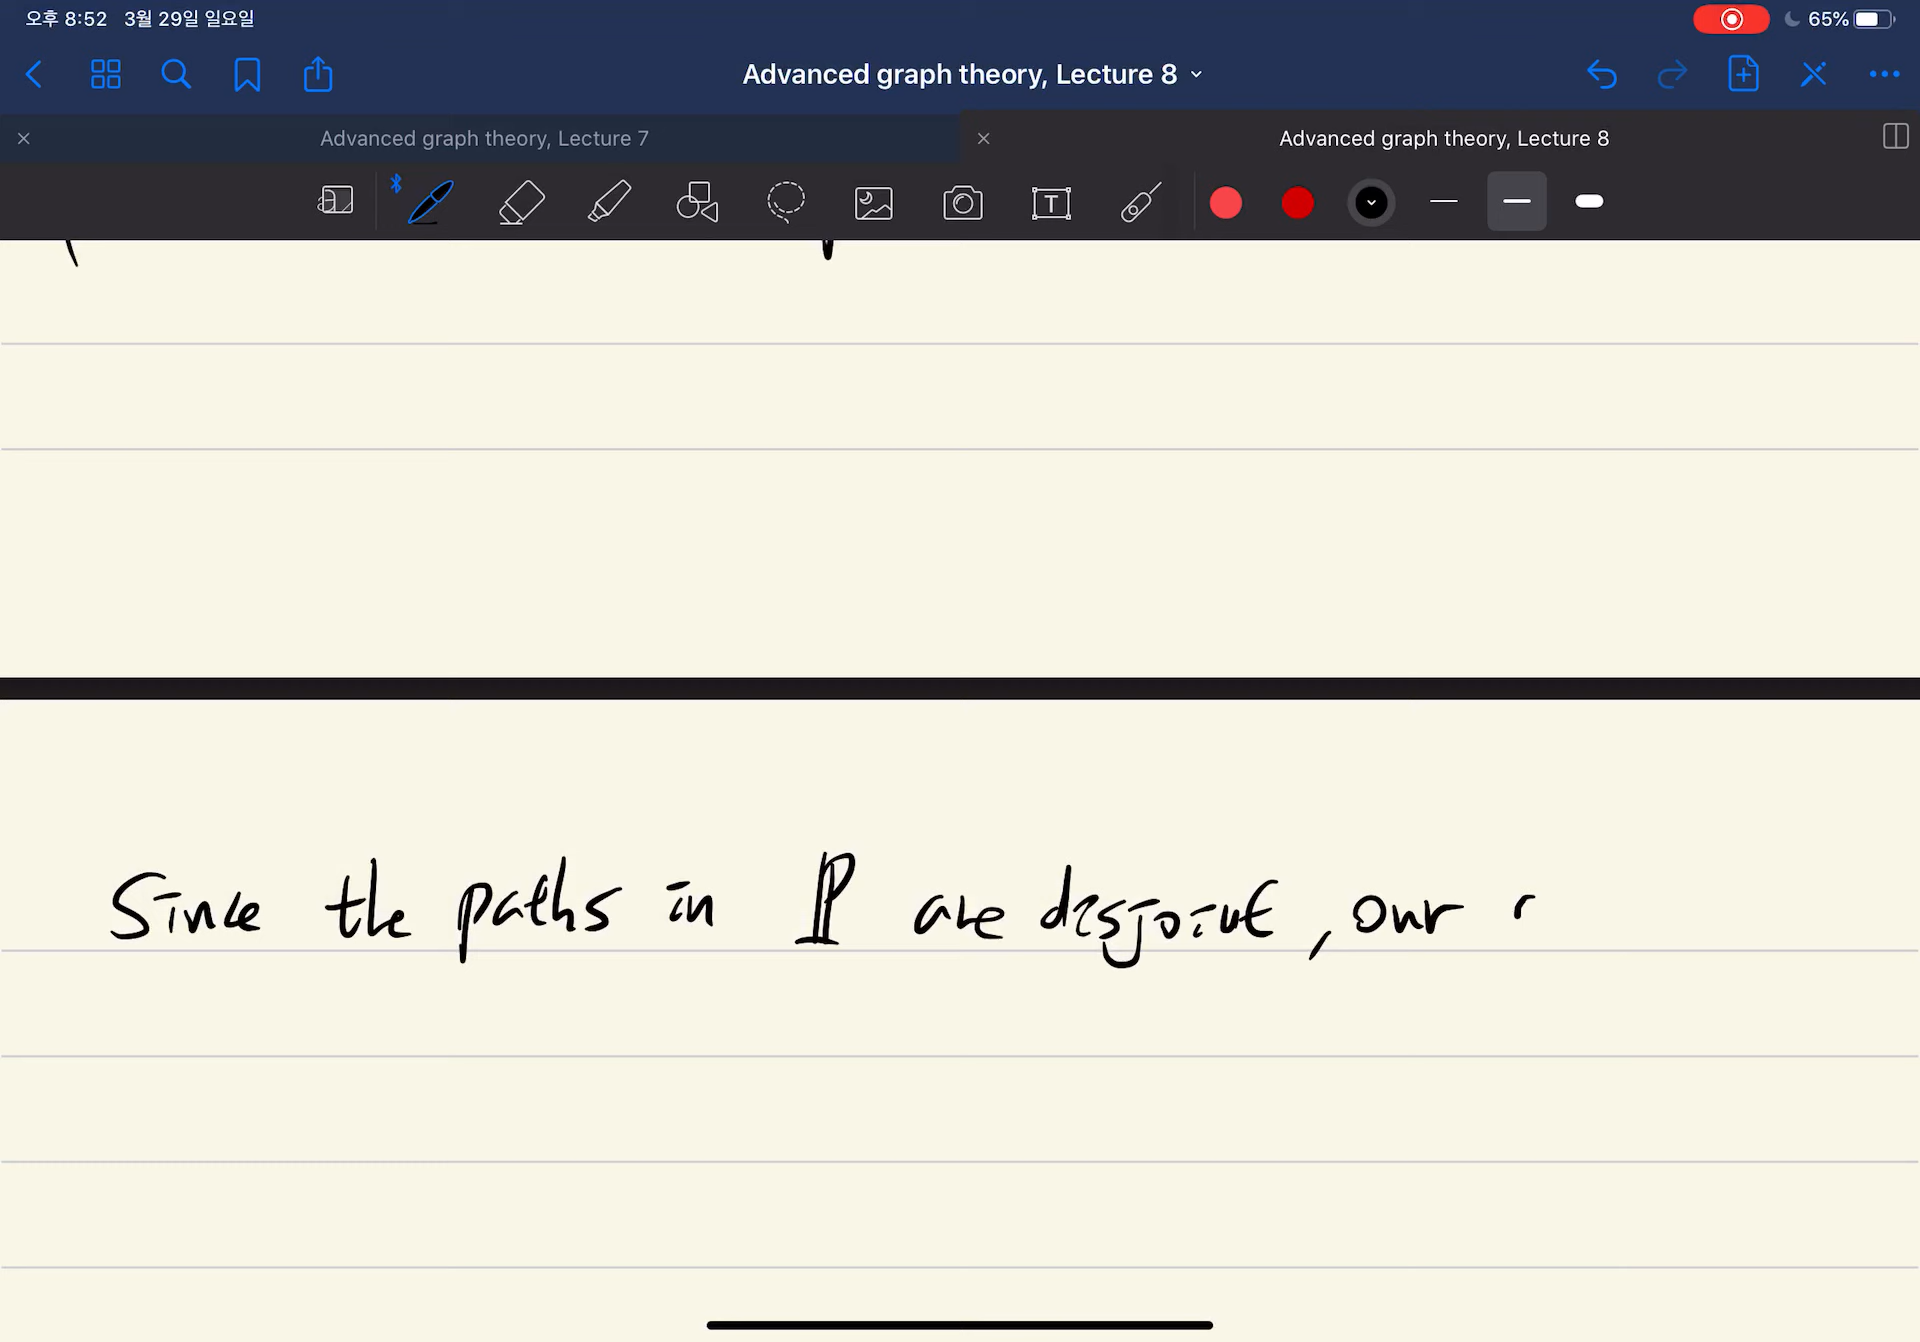 오후 8:52 3월 29일 일요일
65%
Advanced graph theory, Lecture 8
Advanced graph theory, Lecture 7
Advanced graph theory, Lecture 8
Since the paths in ℙ are disjoint, our